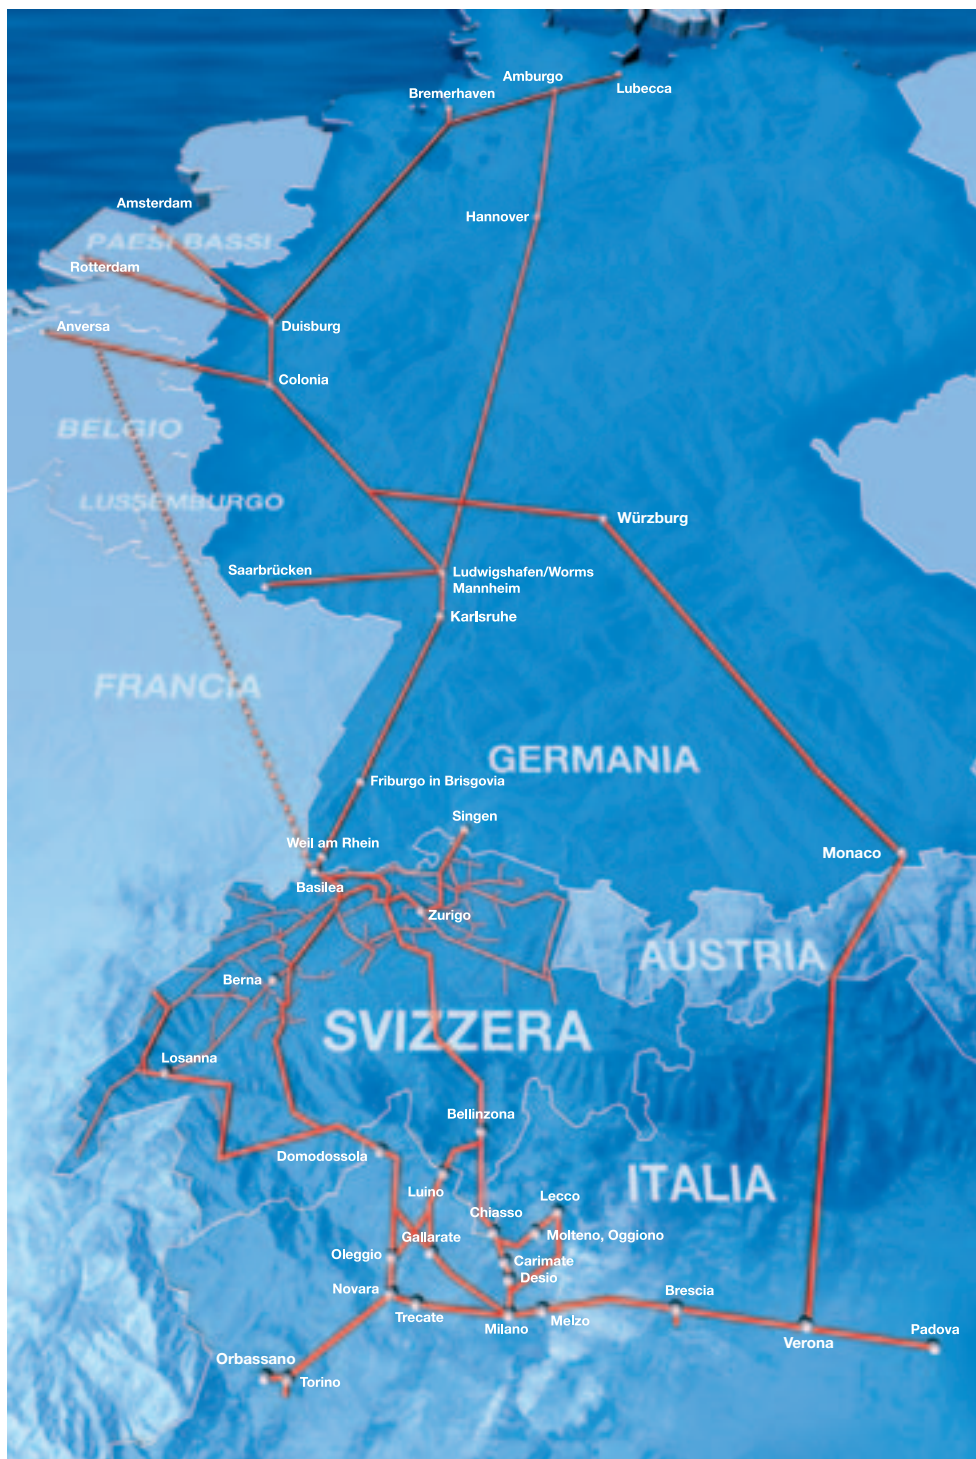 Amburgo
Lubecca
Bremerhaven
Amsterdam
Hannover
PAESI BASSI
Rotterdam
Anversa
Duisburg
Colonia
BELGIO
LUSSEMBURGO
Würzburg
Saarbrücken
Ludwigshafen/Worms
Mannheim
Karlsruhe
FRANCIA
GERMANIA
Friburgo in Brisgovia
Singen
Weil am Rhein
Monaco
Basilea
Zurigo
AUSTRIA
Berna
SVIZZERA
Losanna
Bellinzona
Domodossola
ITALIA
Luino
Lecco
Chiasso
Gallarate
Molteno, Oggiono
Oleggio
Carimate
Desio
Novara
Brescia
Trecate
Melzo
Milano
Padova
Verona
Orbassano
Torino